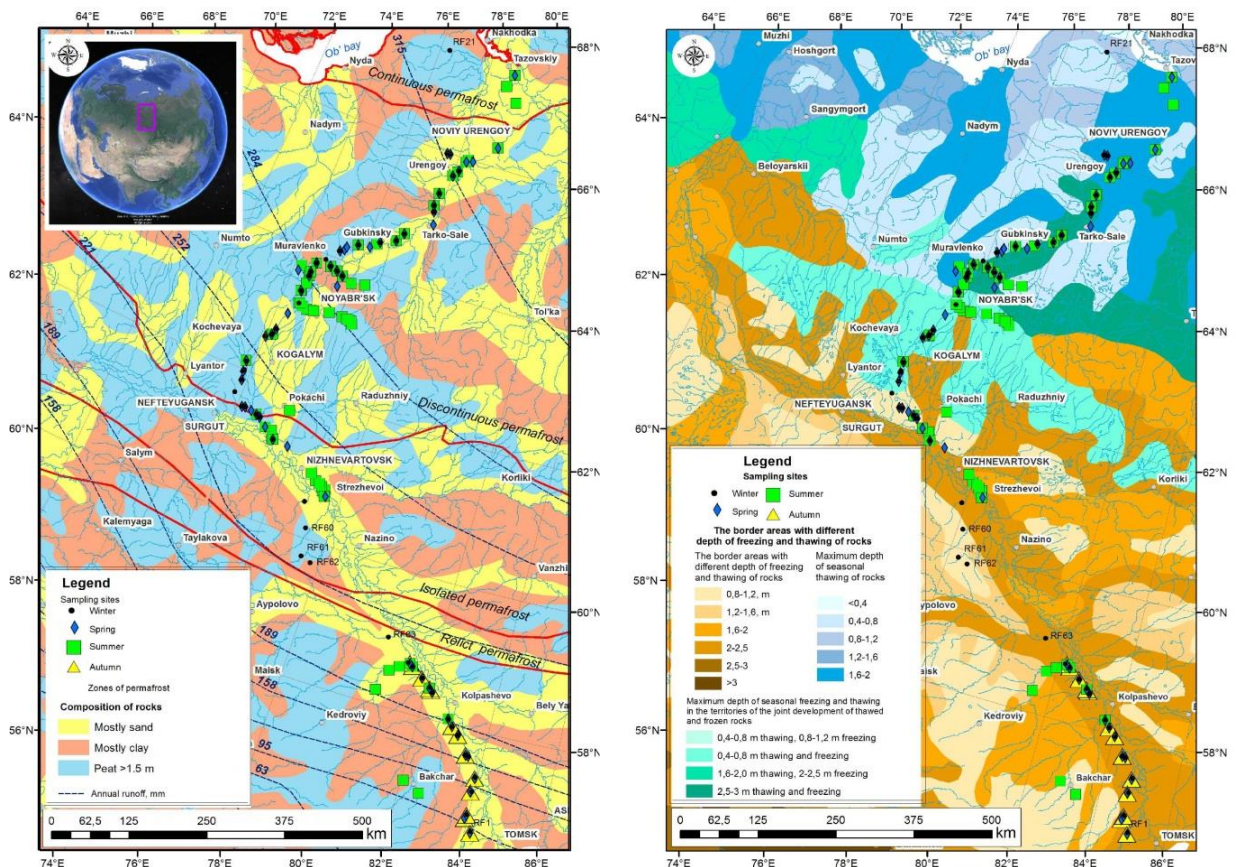 64°E
66°E
68°E
70°E
72°E
74°E
76°E
78°E
80°E
Muzhi
Nakhodka
315
RF21
Ob' bay
Tazovskiy
68°N
Nyda
Continuous permafrost
64°N
Nadym
NOVIY URENGOY
284
Urengoy
66°N
Gubkinsky
Tarko-Sale
Numto
Muravlenko
252
221
62°N
NOYABR'SK
Kochevaya
Tol'ka
64°N
189
KOGALYM
Lyantor
Pokachi
Raduzhniy
NEFTEYUGANSK
Discontinuous permafrost
158
60°N
SURGUT
Salym
NIZHNEVARTOVSK
62°N
Korliki
Strezhevoi
Kalemyaga
Taylakova
RF60
Nazino
RF61
RF62
Vanzhi
58°N
Isolated permafrost
Aypolovo
60°N
Relict permafrost
RF63
189
Maisk
158
Kolpashevo
Bely Ya
Kedroviy
56°N
95
58°N
63
Bakchar
RF1
TOMSK
Legend
Sampling sites
Winter
Spring
Summer
Autumn
Zones of permafrost
Composition of rocks
Mostly sand
Mostly clay
Peat >1.5 m
Annual runoff, mm
0 62,5 125 250 375 500
km
74°E
76°E
78°E
80°E
82°E
84°E
86°E
64°E
66°E
68°E
70°E
72°E
74°E
76°E
78°E
80°E
Muzhi
Hoshgort
Nakhodka
RF21
Ob' bay
Tazov
68°N
Nyda
Sangymgort
64°N
Nadym
NOVIY URENGOY
Beloyarskii
Urengoy
66°N
Gubkinsky
Tarko-Sale
Numto
Muravlenko
62°N
NOYABR'SK
Kochevaya
64°N
KOGALYM
Lyantor
Pokachi
Raduzhniy
NEFTEYUGANSK
60°N
SURGUT
NIZHNEVARTOVSK
62°N
Korliki
Strezhevoi
RF60
Nazino
RF61
RF62
ypolovo
60°N
RF63
aisk
Kolpashevo
Kedroviy
58°N
Bakchar
RF1
TOMSK
Legend
Sampling sites
Winter
Summer
Spring
Autumn
The border areas with different
depth of freezing and thawing of rocks
The border areas with
different depth of freezing
and thawing of rocks
0,8-1,2, m
1,2-1,6, m
1,6-2
2-2,5
2,5-3
>3
Maximum depth
of seasonal
thawing of rocks
<0,4
0,4-0,8
0,8-1,2
1,2-1,6
1,6-2
Maximum depth of seasonal freezing and thawing
in the territories of the joint development of thawed
and frozen rocks
0,4-0,8 m thawing, 0,8-1,2 m freezing
0,4-0,8 m thawing and freezing
1,6-2,0 m thawing, 2-2,5 m freezing
2,5-3 m thawing and freezing
0 62,5 125 250 375 500
km
74°E
76°E
78°E
80°E
82°E
84°E
86°E